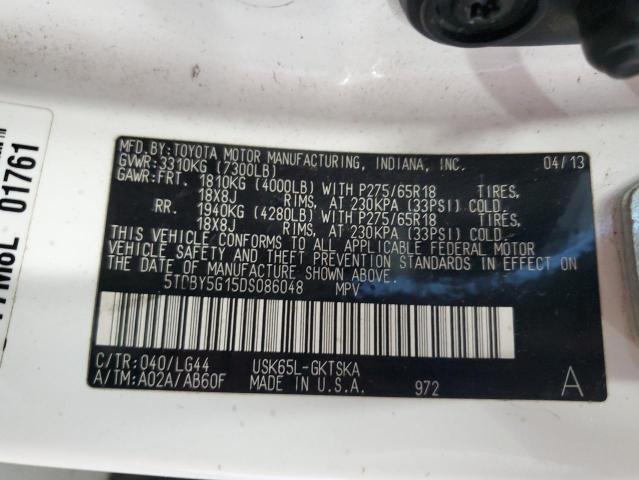 MFD.BY:TOYOTA MOTOR MANUFACTURING, INDIANA, INC. 04/13
GVWR:3310KG (7300LB)
GAWR:FRT. 1810KG (4000LB) WITH P275/65R18 TIRES,
18X8J RIMS, AT 230KPA (33PSI) COLD.
RR. 1940KG (4280LB) WITH P275/65R18 TIRES,
18X8J RIMS, AT 230KPA (33PSI) COLD.
THIS VEHICLE CONFORMS TO ALL APPLICABLE FEDERAL MOTOR
VEHICLE SAFETY AND THEFT PREVENTION STANDARDS IN EFFECT ON
THE DATE OF MANUFACTURE SHOWN ABOVE.
5TDBY5G15DS086048 MPV
C/TR:040/LG44 USK65L-GKTSKA
A/TM:A02A/AB60F MADE IN U.S.A. 972 A
01761